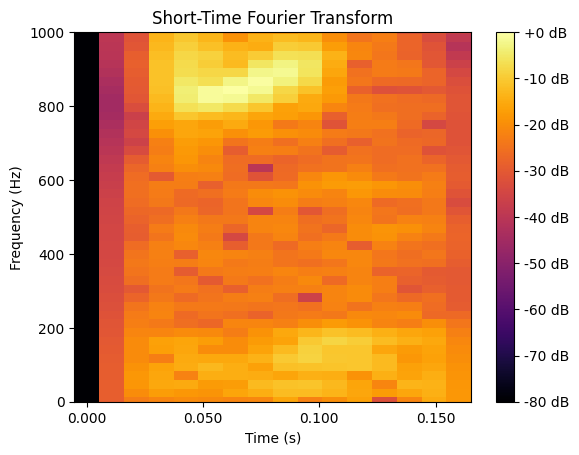 Short-Time Fourier Transform
Frequency (Hz)
1000
800
600
400
200
0
0.000
0.050
0.100
0.150
Time (s)
+0 dB
-10 dB
-20 dB
-30 dB
-40 dB
-50 dB
-60 dB
-70 dB
-80 dB